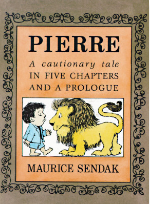 PIERRE
A cautionary tale
IN FIVE CHAPTERS
AND A PROLOGUE
MAURICE SENDAK